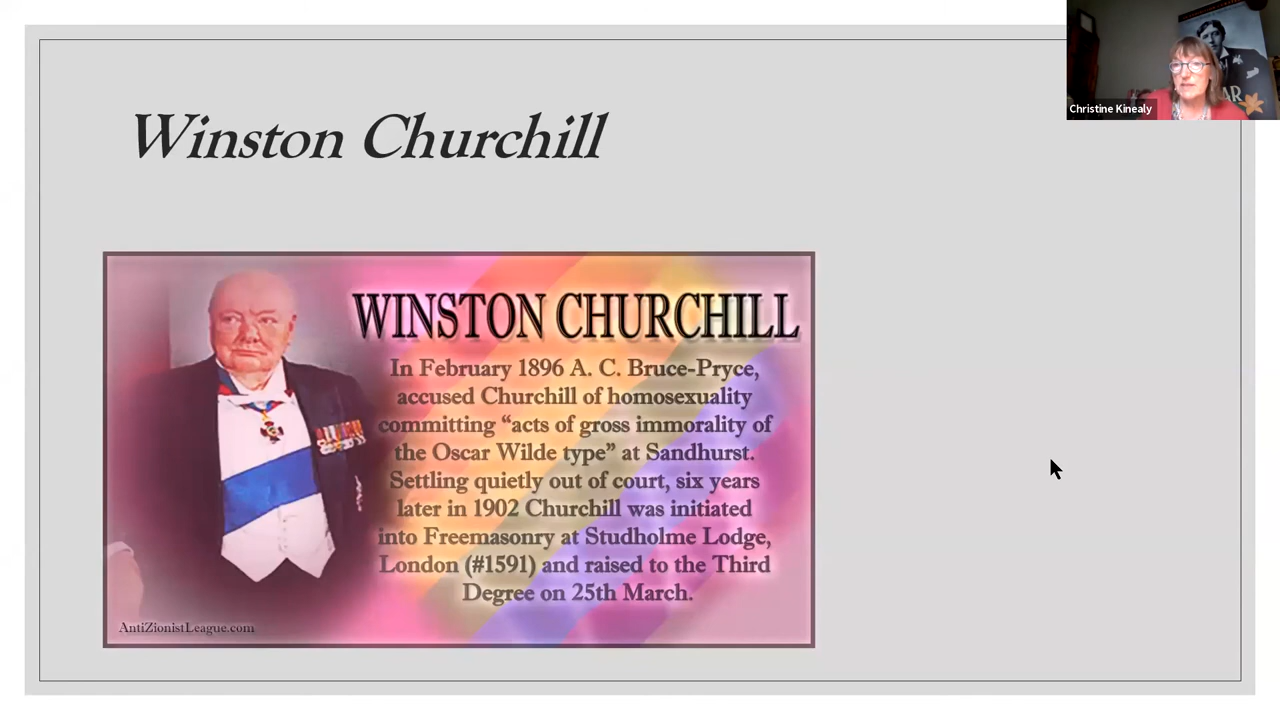 Christine Kinealy
Winston Churchill
WINSTON CHURCHILL
In February 1896 A. C. Bruce-Pryce,
accused Churchill of homosexuality
committing “acts of gross immorality of
the Oscar Wilde type” at Sandhurst.
Settling quietly out of court, six years
later in 1902 Churchill was initiated
into Freemasonry at Studholme Lodge,
London (#1591) and raised to the Third
Degree on 25th March.
AntiZionistLeague.com